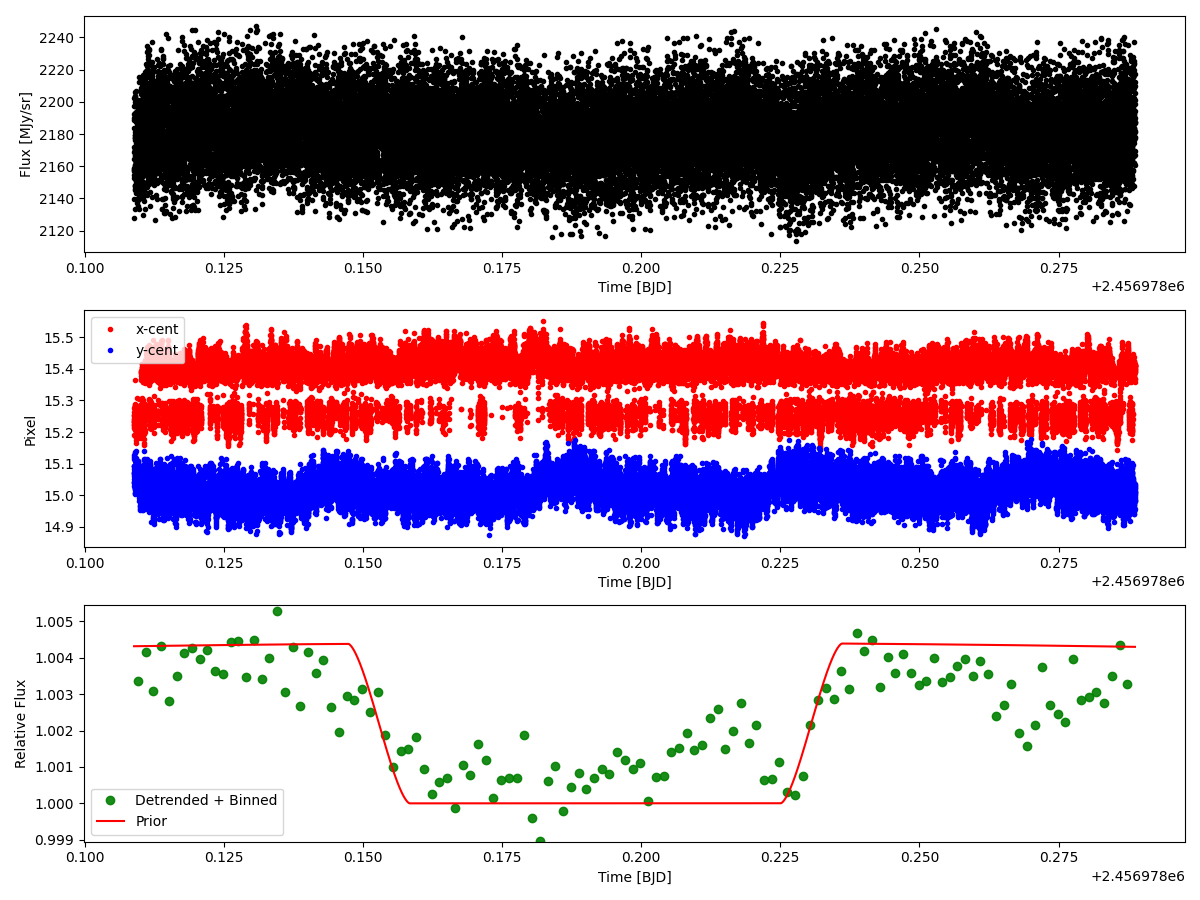 2240
2220
2200
2180
2160
2140
2120
Flux [MJy/sr]
0.100 0.125 0.150 0.175 0.200 0.225 0.250 0.275
Time [BJD]
+2.456978e6
x-cent
y-cent
15.5
15.4
15.3
15.2
15.1
15.0
14.9
Pixel
0.100 0.125 0.150 0.175 0.200 0.225 0.250 0.275
Time [BJD]
+2.456978e6
1.005
1.004
1.003
1.002
1.001
1.000
0.999
Relative Flux
Detrended + Binned
Prior
0.100 0.125 0.150 0.175 0.200 0.225 0.250 0.275
Time [BJD]
+2.456978e6